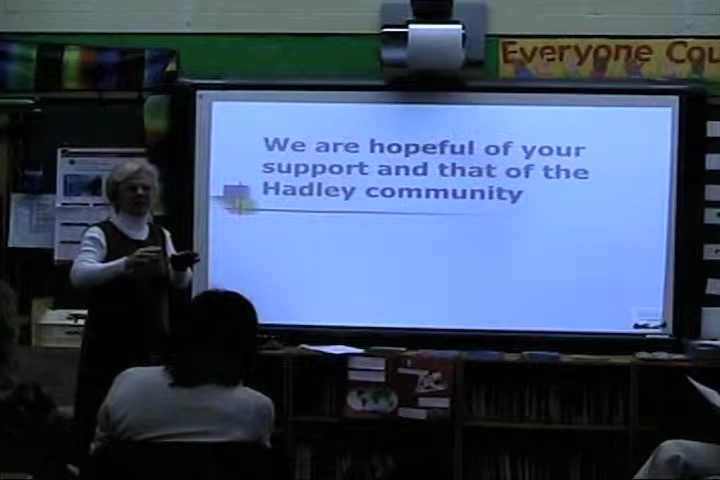 Everyone Cou
We are hopeful of your
support and that of the
Hadley community